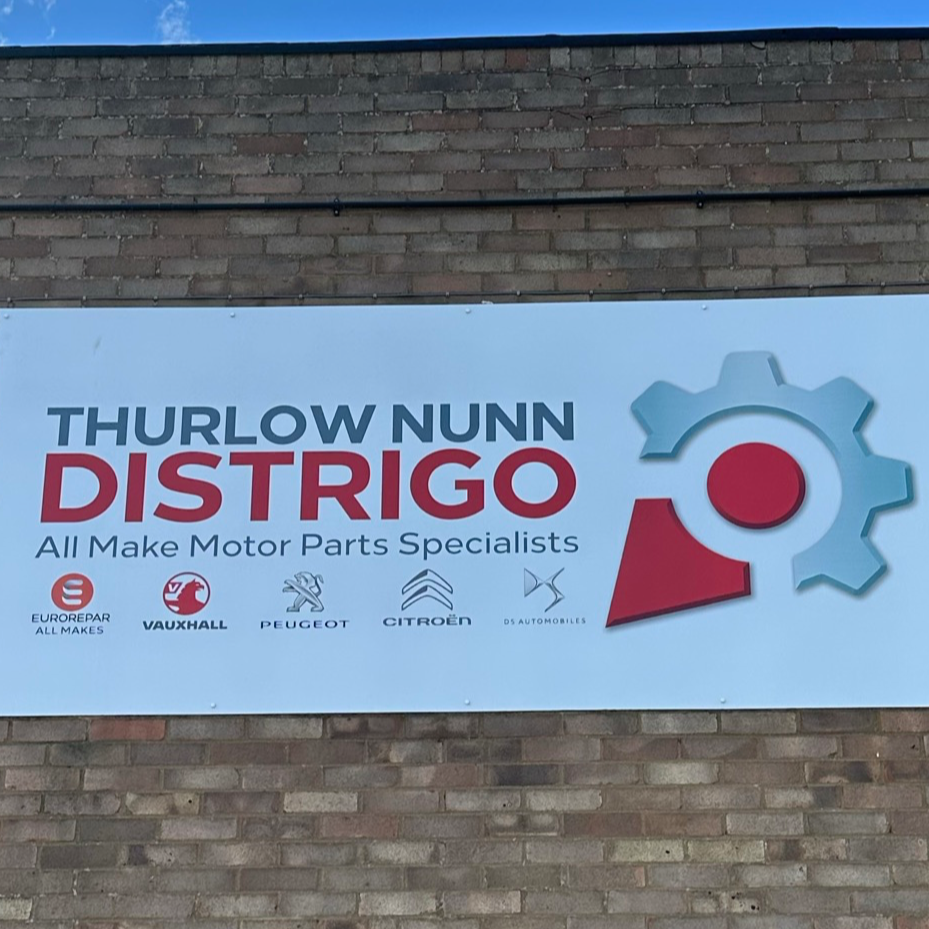 THURLOW NUNN
DISTRIGO
All Make Motor Parts Specialists
EUROREPAR
ALL MAKES
VAUXHALL
PEUGEOT
CITROËN
DS AUTOMOBILES